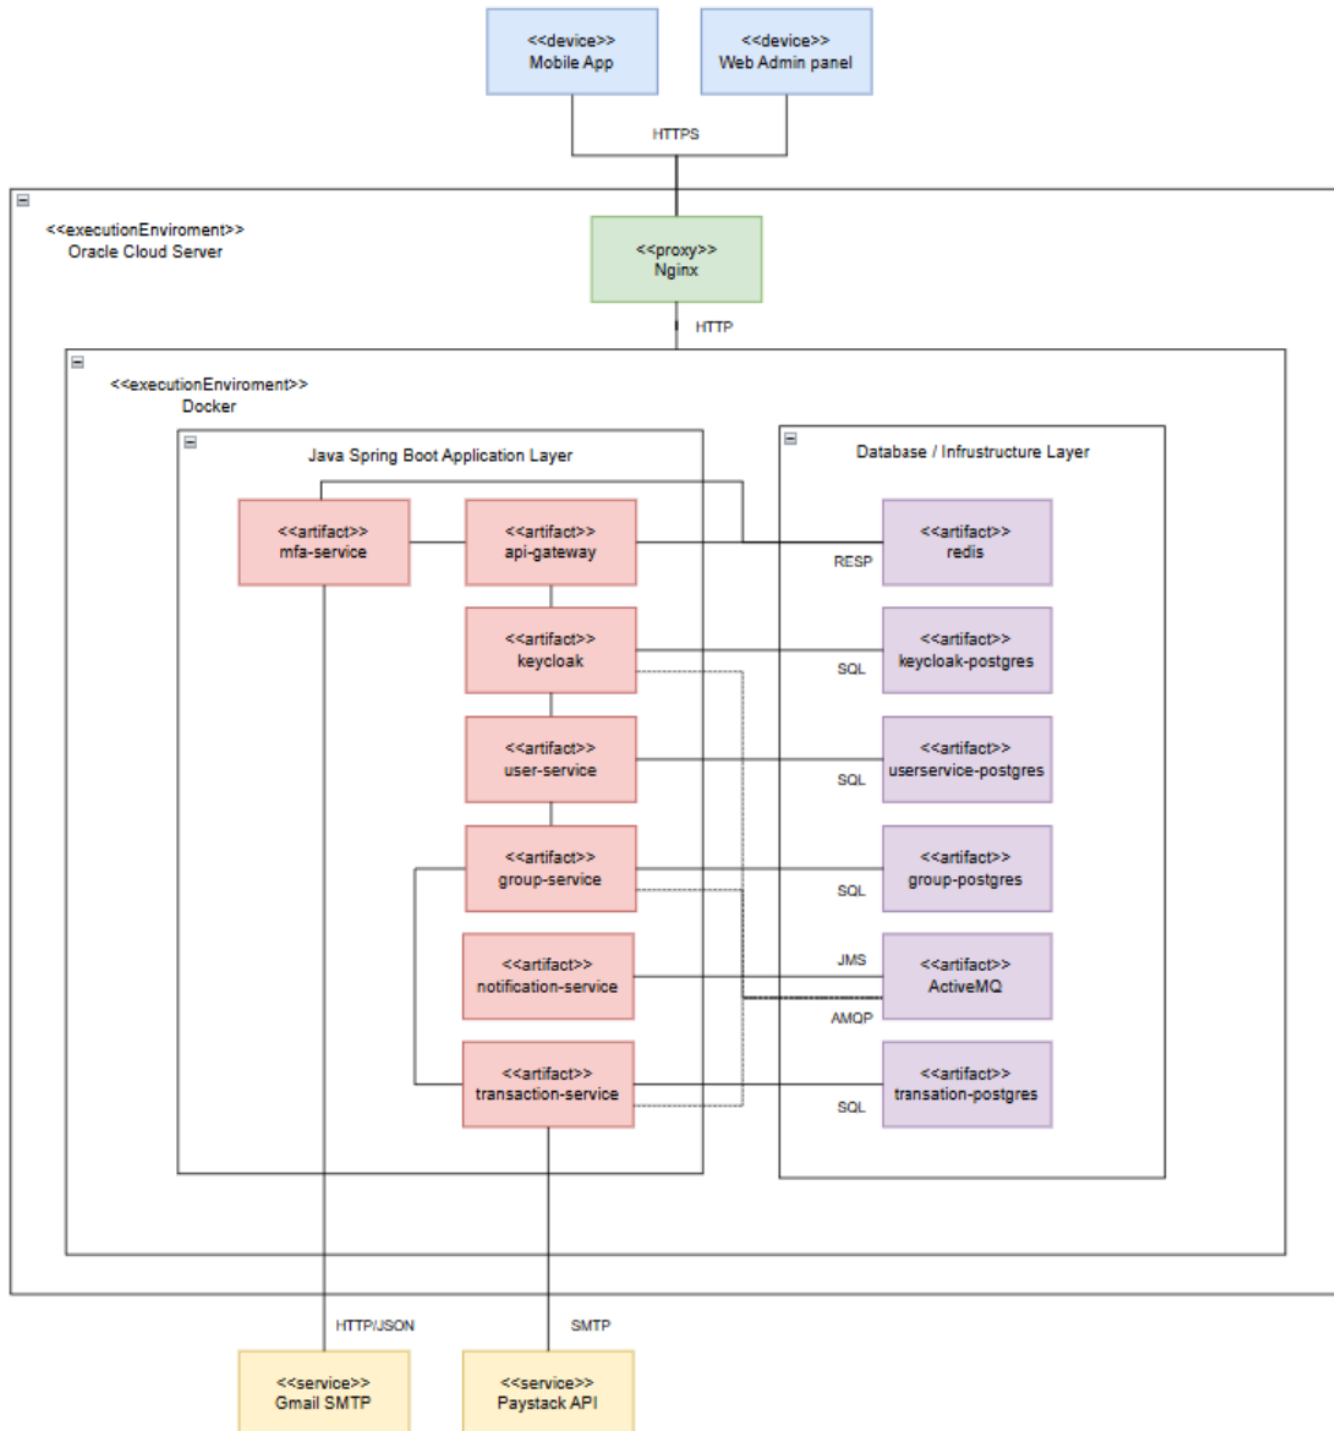 <<device>>
Mobile App
<<device>>
Web Admin panel
HTTPS
<<executionEnviroment>>
Oracle Cloud Server
<<proxy>>
Nginx
HTTP
<<executionEnviroment>>
Docker
Java Spring Boot Application Layer
Database / Infrustructure Layer
<<artifact>>
mfa-service
<<artifact>>
api-gateway
<<artifact>>
redis
RESP
<<artifact>>
keycloak
<<artifact>>
keycloak-postgres
SQL
<<artifact>>
user-service
<<artifact>>
userservice-postgres
SQL
<<artifact>>
group-service
<<artifact>>
group-postgres
SQL
<<artifact>>
notification-service
JMS
<<artifact>>
ActiveMQ
AMQP
<<artifact>>
transaction-service
<<artifact>>
transation-postgres
SQL
HTTP/JSON
SMTP
<<service>>
Gmail SMTP
<<service>>
Paystack API